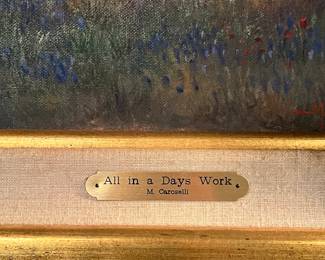 All in a Days Work
M. Caroselli